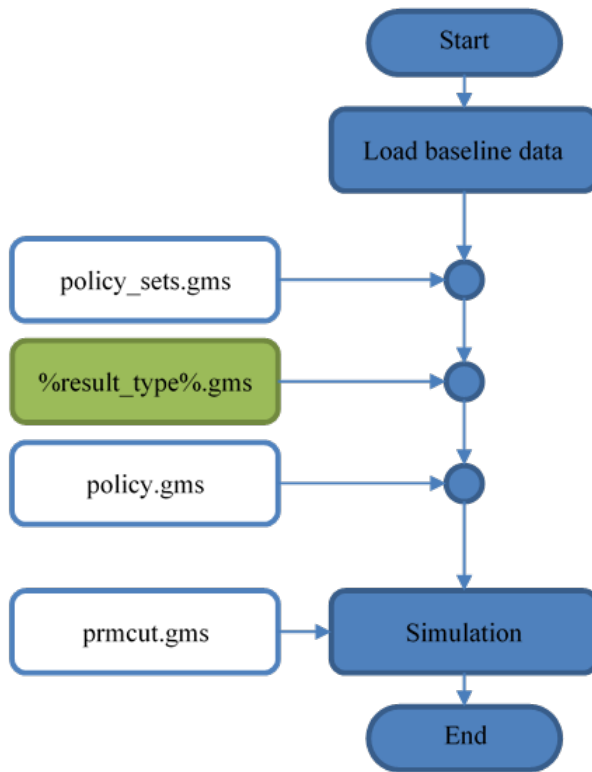 Start
Load baseline data
policy_sets.gms
%result_type%.gms
policy.gms
prmcut.gms
Simulation
End